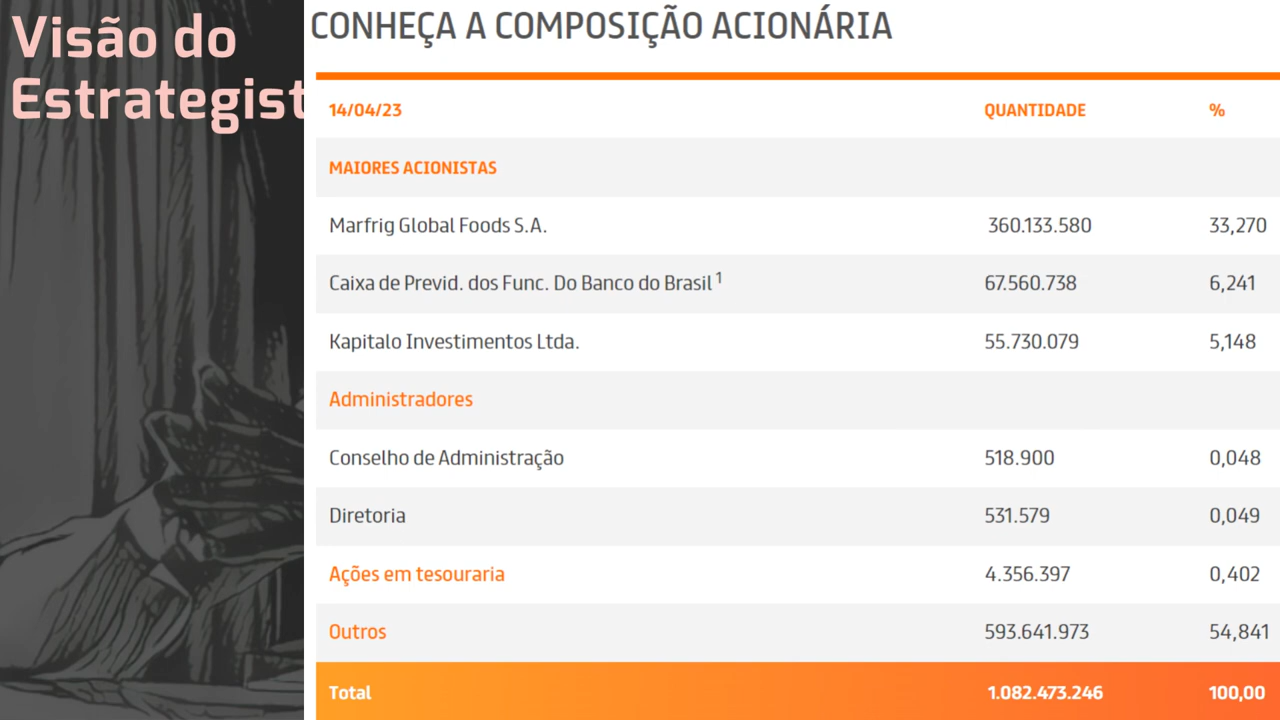 Visão do
Estrategist
CONHEÇA A COMPOSIÇÃO ACIONÁRIA
14/04/23 QUANTIDADE %
MAIORES ACIONISTAS
Marfrig Global Foods S.A. 360.133.580 33,270
Caixa de Previd. dos Func. Do Banco do Brasil ¹ 67.560.738 6,241
Kapitalo Investimentos Ltda. 55.730.079 5,148
Administradores
Conselho de Administração 518.900 0,048
Diretoria 531.579 0,049
Ações em tesouraria 4.356.397 0,402
Outros 593.641.973 54,841
Total 1.082.473.246 100,00